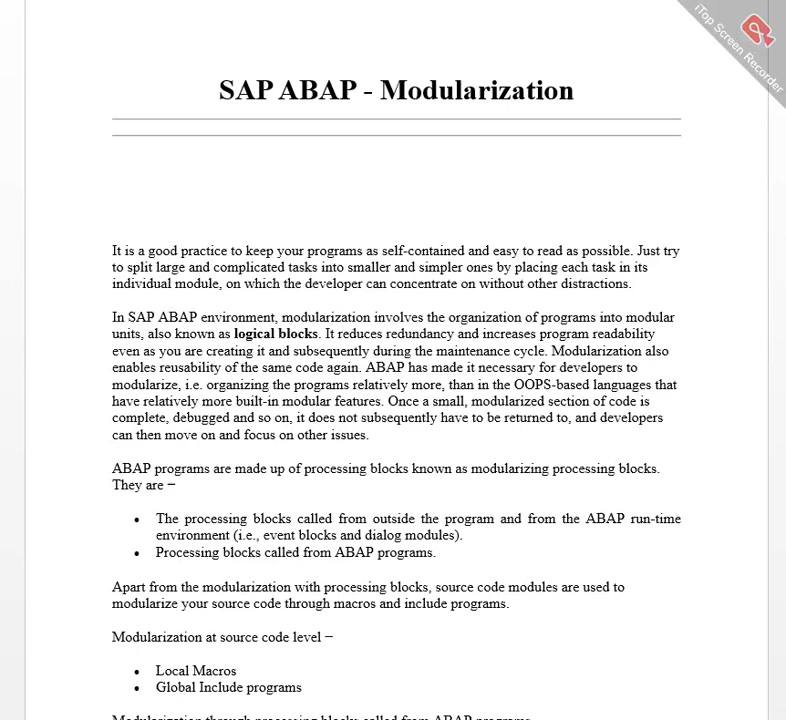 iTop Screen Recorder
SAP ABAP - Modularization
It is a good practice to keep your programs as self-contained and easy to read as possible. Just try
to split large and complicated tasks into smaller and simpler ones by placing each task in its
individual module, on which the developer can concentrate on without other distractions.
In SAP ABAP environment, modularization involves the organization of programs into modular
units, also known as logical blocks. It reduces redundancy and increases program readability
even as you are creating it and subsequently during the maintenance cycle. Modularization also
enables reusability of the same code again. ABAP has made it necessary for developers to
modularize, i.e. organizing the programs relatively more, than in the OOPS-based languages that
have relatively more built-in modular features. Once a small, modularized section of code is
complete, debugged and so on, it does not subsequently have to be returned to, and developers
can then move on and focus on other issues.
ABAP programs are made up of processing blocks known as modularizing processing blocks.
They are −
• The processing blocks called from outside the program and from the ABAP run-time
environment (i.e., event blocks and dialog modules).
• Processing blocks called from ABAP programs.
Apart from the modularization with processing blocks, source code modules are used to
modularize your source code through macros and include programs.
Modularization at source code level −
• Local Macros
• Global Include programs
Modularization through processing blocks called from ABAP programs